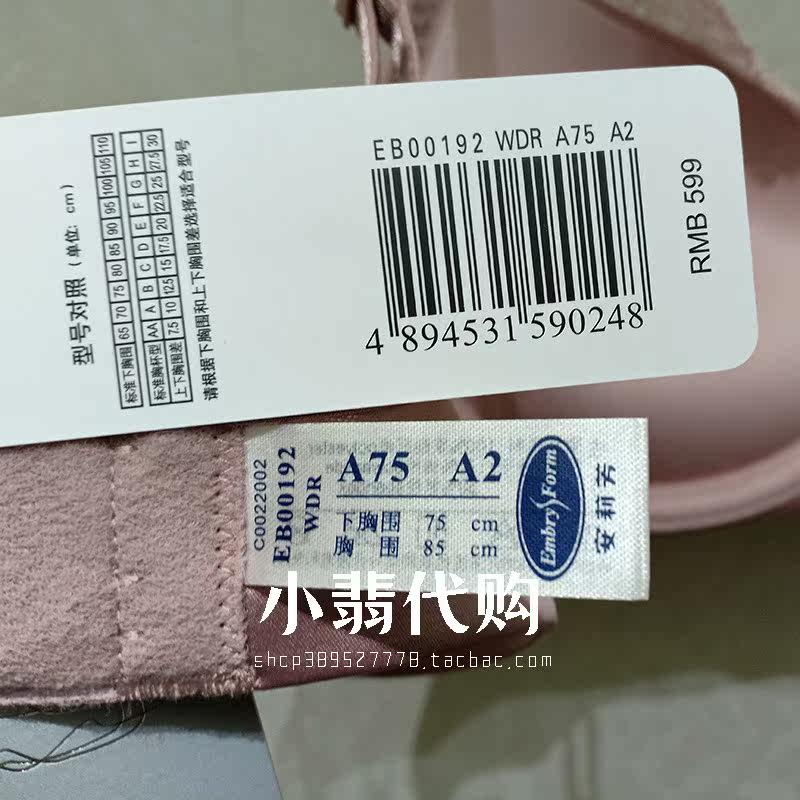 EB00192 WDR A75 A2
4 894531 590248
RMB 599
型号对照（单位：cm）
标准下胸围 65 70 75 80 85 90 95 100 105 110
标准胸杯型 AA A B C D E F G H I
上下胸围差 7.5 10 12.5 15 17.5 20 22.5 25 27.5 30
请根据下胸围和上下胸围差选择适合型号
C0022002
EB00192
WDR
A75 A2
下胸围 75 cm
胸 围 85 cm
Embry Form
安莉芳
小翡代购
shcp389527778.taobao.com